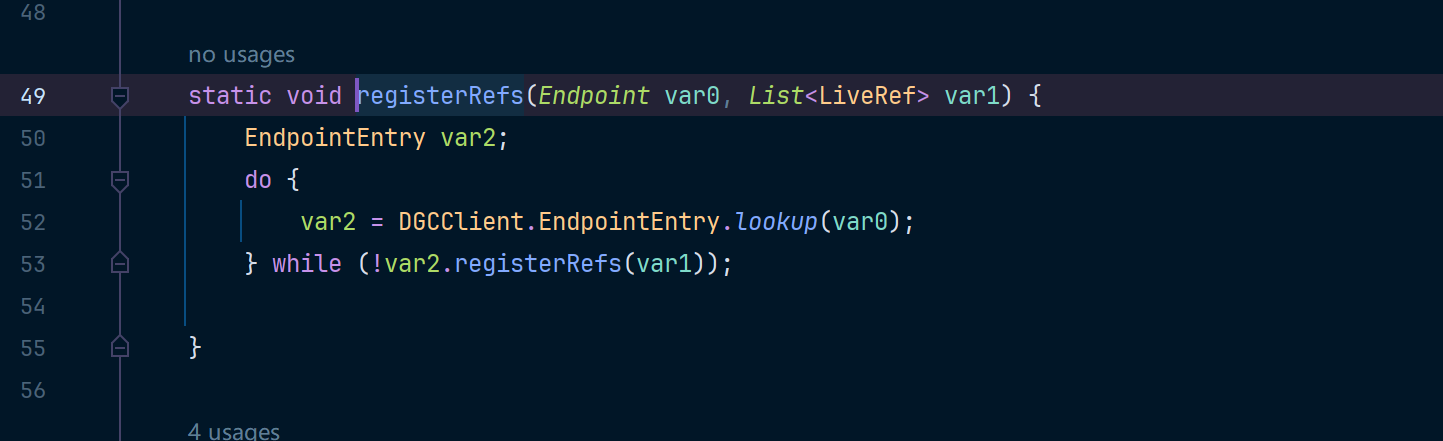 48
no usages
49 static void registerRefs(Endpoint var0, List<LiveRef> var1) {
50 EndpointEntry var2;
51 do {
52 var2 = DGCClient.EndpointEntry.lookup(var0);
53 } while (!var2.registerRefs(var1));
54
55 }
56
4 usages